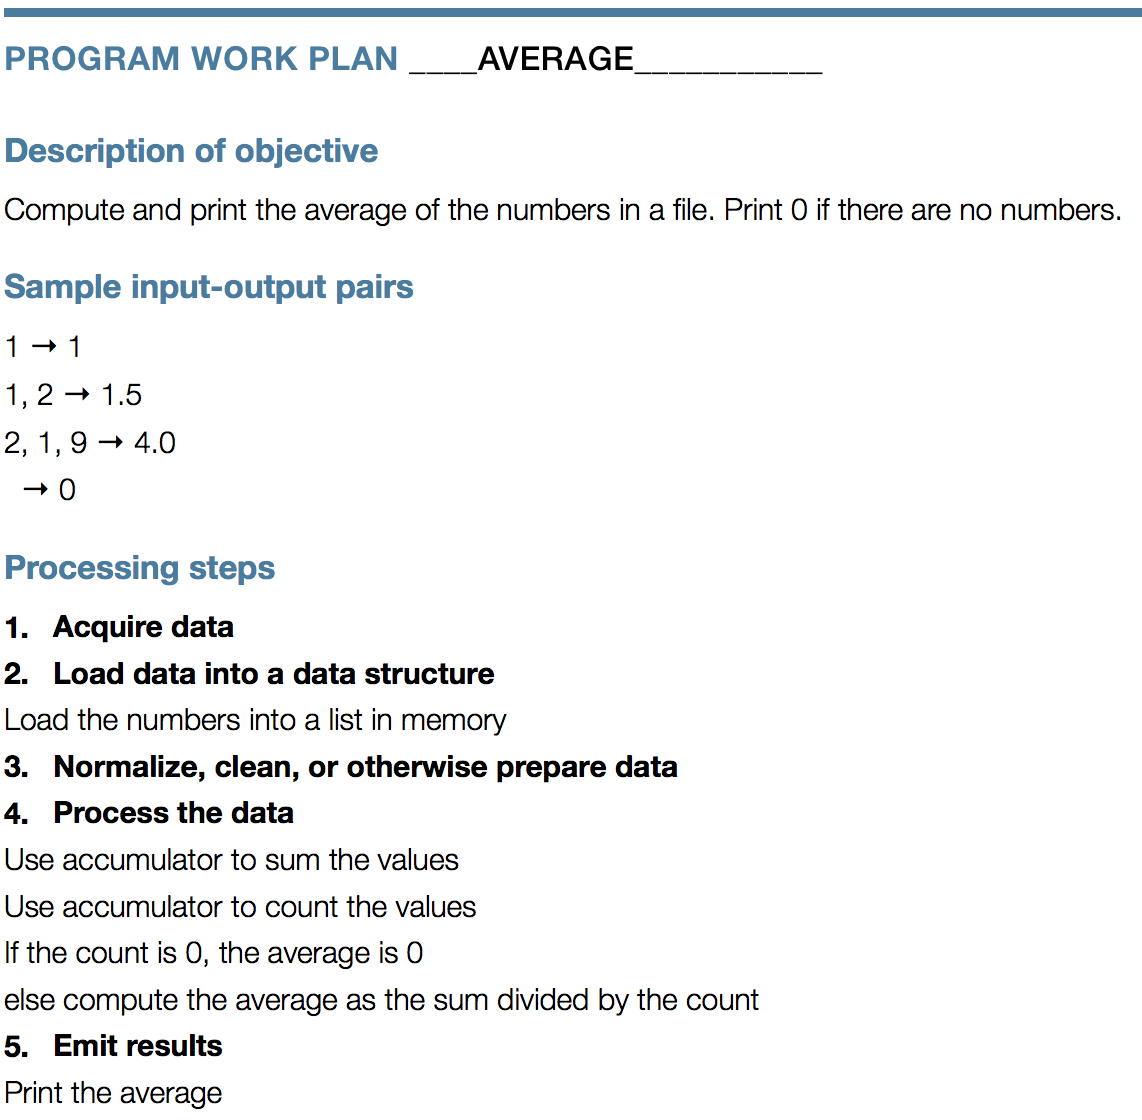 PROGRAM WORK PLAN ____AVERAGE___________
Description of objective
Compute and print the average of the numbers in a file. Print 0 if there are no numbers.
Sample input-output pairs
1 → 1
1, 2 → 1.5
2, 1, 9 → 4.0
→ 0
Processing steps
1. Acquire data
2. Load data into a data structure
Load the numbers into a list in memory
3. Normalize, clean, or otherwise prepare data
4. Process the data
Use accumulator to sum the values
Use accumulator to count the values
If the count is 0, the average is 0
else compute the average as the sum divided by the count
5. Emit results
Print the average